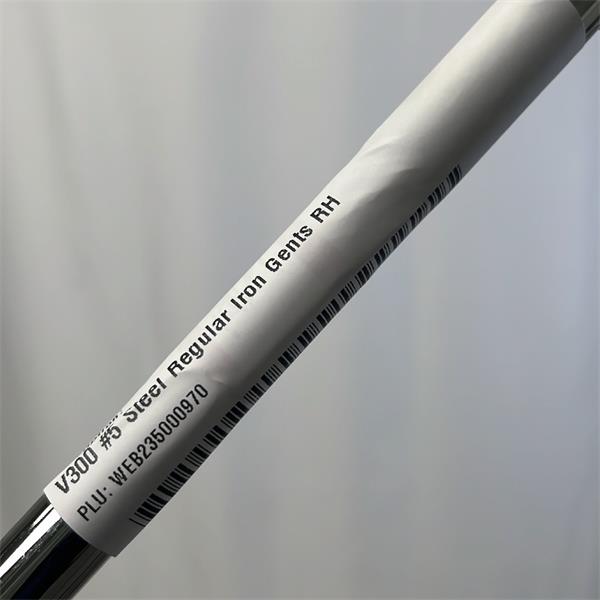 V300 #5 Steel Regular Iron Gents RH
PLU: WEB235000970